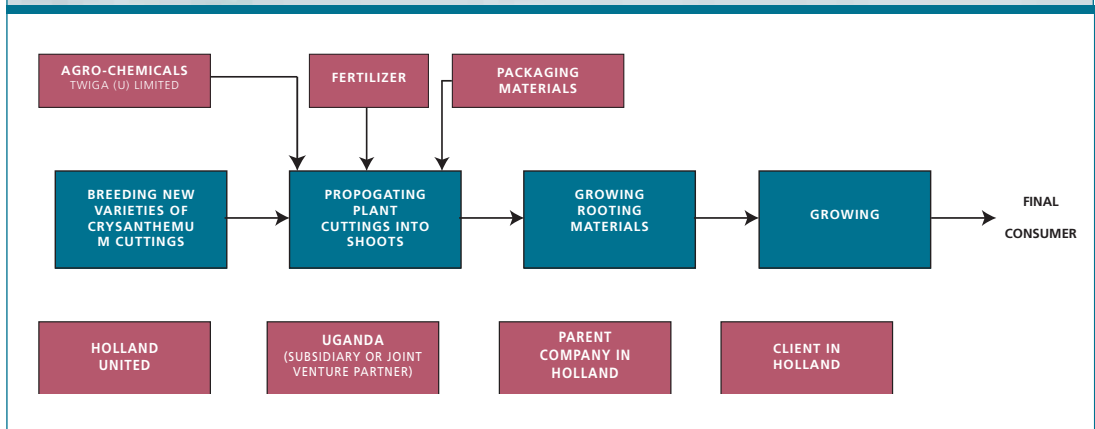 AGRO-CHEMICALS
TWIGA (U) LIMITED
FERTILIZER
PACKAGING
MATERIALS
BREEDING NEW
VARIETIES OF
CRYSANTHEMU
M CUTTINGS
PROPOGATING
PLANT
CUTTINGS INTO
SHOOTS
GROWING
ROOTING
MATERIALS
GROWING
FINAL
CONSUMER
HOLLAND
UNITED
UGANDA
(SUBSIDIARY OR JOINT
VENTURE PARTNER)
PARENT
COMPANY IN
HOLLAND
CLIENT IN
HOLLAND